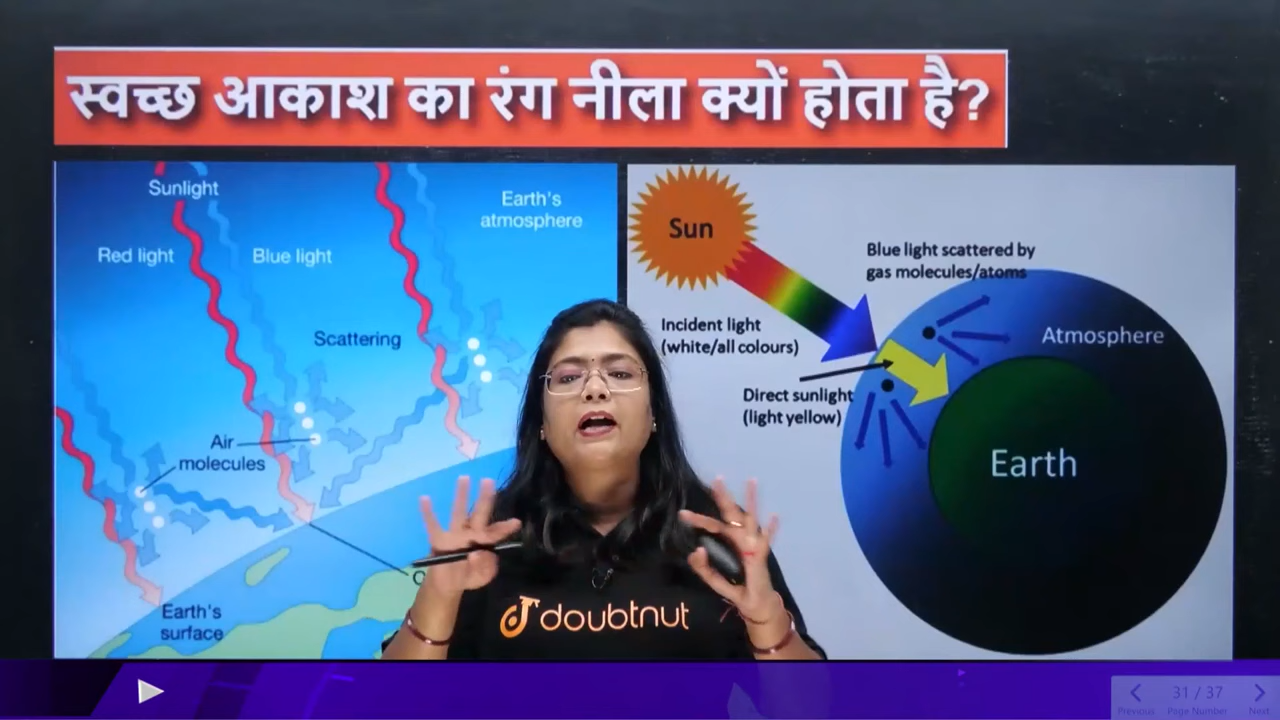 स्वच्छ आकाश का रंग नीला क्यों होता है?
Sunlight
Earth's
atmosphere
Red light
Blue light
Scattering
Air
molecules
Earth's
surface
Sun
Blue light scattered by
gas molecules/atoms
Incident light
(white/all colours)
Atmosphere
Direct sunlight
(light yellow)
Earth
doubtnut
31 / 37
Previous
Page Number
Next